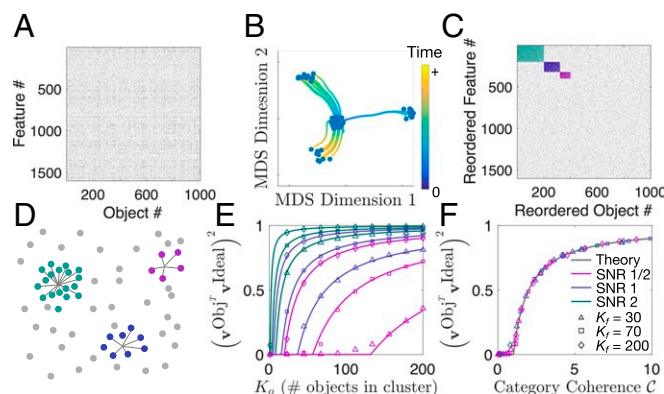 A
Feature #
500
1000
1500
200 600 1000
Object #
B
MDS Dimesnion 2
MDS Dimension 1
Time
+
0
C
Reordered Feature #
500
1000
1500
200 600 1000
Reordered Object #
D
E
(v^Obj^T v^Ideal)^2
1
0.5
0
0 50 100 150 200
K_o (# objects in cluster)
F
(v^Obj^T v^Ideal)^2
1
0.5
0
0 5 10
Category Coherence C
Theory
SNR 1/2
SNR 1
SNR 2
K_f = 30
K_f = 70
K_f = 200